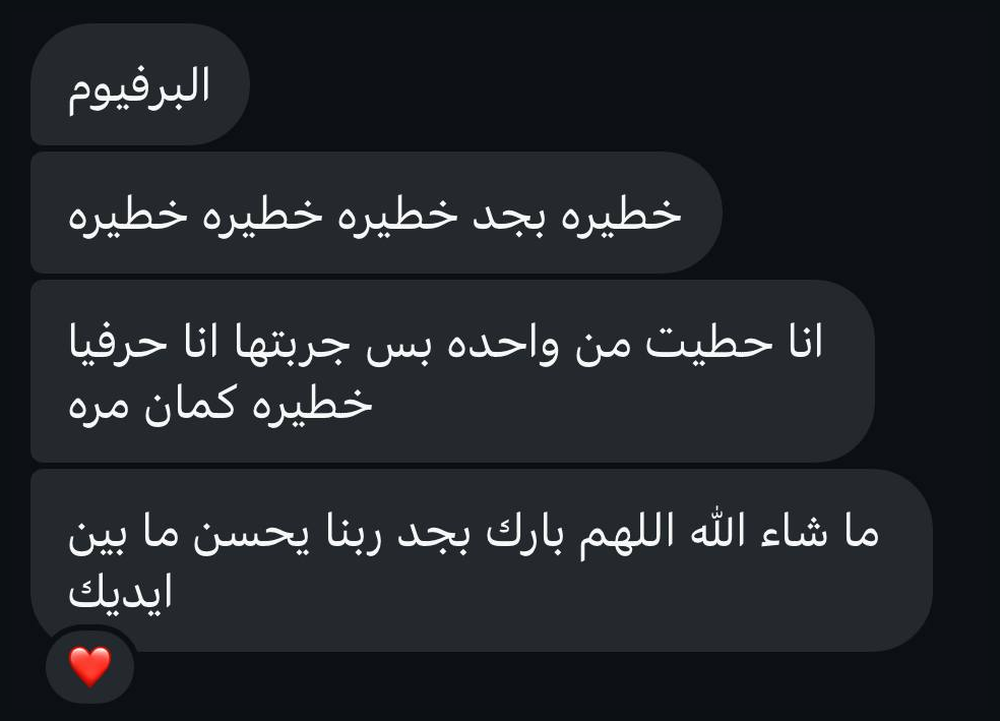 البرفيوم
خطيره بجد خطيره خطيره خطيره
انا حطيت من واحده بس جربتها انا حرفيا
خطيره كمان مره
ما شاء الله اللهم بارك بجد ربنا يحسن ما بين
ايديك